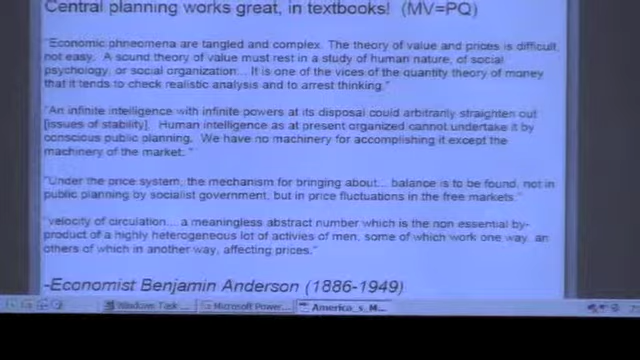 Central planning works great, in textbooks!  (MV=PQ)
"Economic phneomena are tangled and complex. The theory of value and prices is difficult,
not easy.  A sound theory of value must rest in a study of human nature, of social
psychology, or social organization... It is one of the vices of the quantity theory of money
that it tends to check realistic analysis and to arrest thinking."
"An infinite intelligence with infinite powers at its disposal could arbitrarily straighten out
[issues of stability].  Human intelligence as at present organized cannot undertake it by
conscious public planning.  We have no machinery for accomplishing it except the
machinery of the market. "
"Under the price system, the mechanism for bringing about... balance is to be found, not in
public planning by socialist government, but in price fluctuations in the free markets."
"velocity of circulation... a meaningless abstract number which is the non essential by-
product of a highly heterogeneous lot of activies of men, some of which work one way, an
others of which in another way, affecting prices."
-Economist Benjamin Anderson (1886-1949)
Windows Task...
Microsoft Power...
America_s_M...